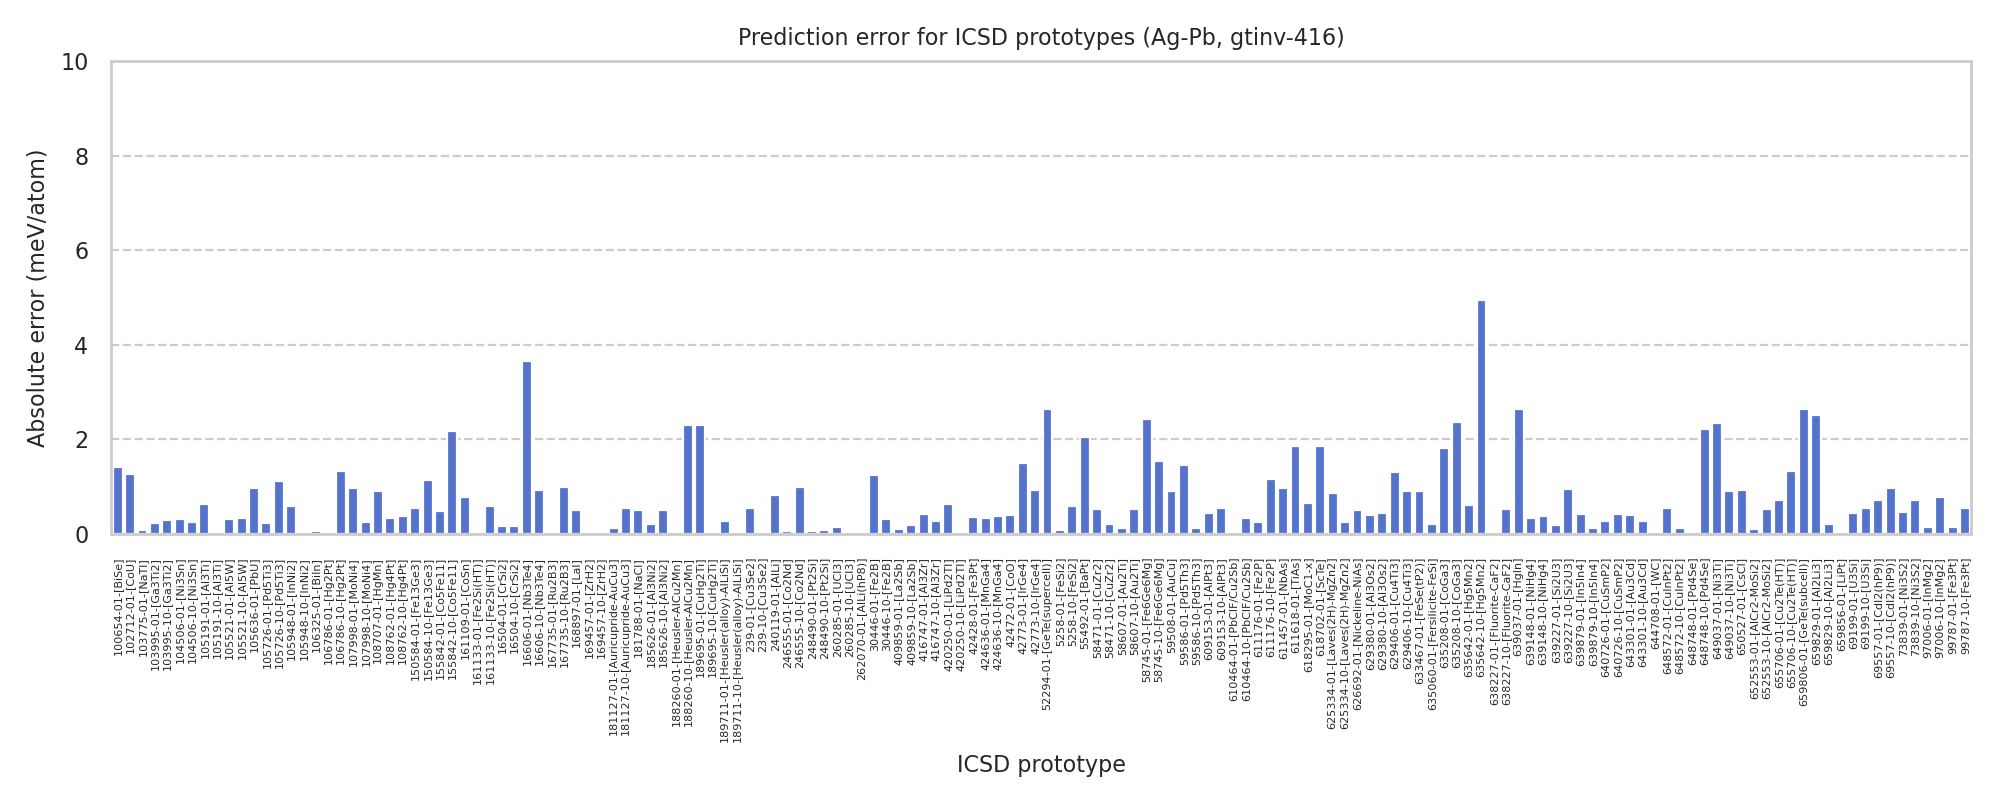 Prediction error for ICSD prototypes (Ag-Pb, gtinv-416)
Absolute error (meV/atom)
10
8
6
4
2
0
100654-01-[BiSe]
102712-01-[CoU]
103775-01-[NaTl]
103995-01-[Ga3Ti2]
103995-10-[Ga3Ti2]
104506-01-[Ni3Sn]
104506-10-[Ni3Sn]
105191-01-[Al3Ti]
105191-10-[Al3Ti]
105521-01-[Al5W]
105521-10-[Al5W]
105636-01-[PbU]
105726-01-[Pd5Ti3]
105726-10-[Pd5Ti3]
105948-01-[InNi2]
105948-10-[InNi2]
106325-01-[BiIn]
106786-01-[Hg2Pt]
106786-10-[Hg2Pt]
107998-01-[MoNi4]
107998-10-[MoNi4]
108707-01-[HgMn]
108762-01-[Hg4Pt]
108762-10-[Hg4Pt]
150584-01-[Fe13Ge3]
150584-10-[Fe13Ge3]
155842-01-[Co5Fe11]
155842-10-[Co5Fe11]
161109-01-[CoSn]
161133-01-[Fe2Si(HT)]
161133-10-[Fe2Si(HT)]
16504-01-[CrSi2]
16504-10-[CrSi2]
16606-01-[Nb3Te4]
16606-10-[Nb3Te4]
167735-01-[Ru2B3]
167735-10-[Ru2B3]
168897-01-[LaI]
169457-01-[ZrH2]
169457-10-[ZrH2]
181127-01-[Auricupride-AuCu3]
181127-10-[Auricupride-AuCu3]
181788-01-[NaCl]
185626-01-[Al3Ni2]
185626-10-[Al3Ni2]
188260-01-[Heusler-AlCu2Mn]
188260-10-[Heusler-AlCu2Mn]
189695-01-[CuHg2Ti]
189695-10-[CuHg2Ti]
189711-01-[Heusler(alloy)-AlLiSi]
189711-10-[Heusler(alloy)-AlLiSi]
239-01-[Cu3Se2]
239-10-[Cu3Se2]
240119-01-[AlLi]
246555-01-[Co2Nd]
246555-10-[Co2Nd]
248490-01-[Pt2Si]
248490-10-[Pt2Si]
260285-01-[UCl3]
260285-10-[UCl3]
262070-01-[AlLi(hP8)]
30446-01-[Fe2B]
30446-10-[Fe2B]
409859-01-[La2Sb]
409859-10-[La2Sb]
416747-01-[Al3Zr]
416747-10-[Al3Zr]
420250-01-[LiPd2Tl]
420250-10-[LiPd2Tl]
42428-01-[Fe3Pt]
424636-01-[MnGa4]
424636-10-[MnGa4]
42472-01-[CoO]
42773-01-[IrGe4]
42773-10-[IrGe4]
52294-01-[GeTe(supercell)]
5258-01-[FeSi2]
5258-10-[FeSi2]
55492-01-[BaPt]
58471-01-[CuZr2]
58471-10-[CuZr2]
58607-01-[Au2Ti]
58607-10-[Au2Ti]
58745-01-[Fe6Ge6Mg]
58745-10-[Fe6Ge6Mg]
59508-01-[AuCu]
59586-01-[Pd5Th3]
59586-10-[Pd5Th3]
609153-01-[AlPt3]
609153-10-[AlPt3]
610464-01-[PbClF/Cu2Sb]
610464-10-[PbClF/Cu2Sb]
611176-01-[Fe2P]
611176-10-[Fe2P]
611457-01-[NbAs]
611618-01-[TiAs]
618295-01-[MoC1-x]
618702-01-[ScTe]
625334-01-[Laves(2H)-MgZn2]
625334-10-[Laves(2H)-MgZn2]
626692-01-[Nickeline-NiAs]
629380-01-[Al3Os2]
629380-10-[Al3Os2]
629406-01-[Cu4Ti3]
629406-10-[Cu4Ti3]
633467-01-[FeSe(tP2)]
635060-01-[Fersilicite-FeSi]
635208-01-[CoGa3]
635208-10-[CoGa3]
635642-01-[Hg5Mn2]
635642-10-[Hg5Mn2]
638227-01-[Fluorite-CaF2]
638227-10-[Fluorite-CaF2]
639037-01-[HgIn]
639148-01-[NiHg4]
639148-10-[NiHg4]
639227-01-[Si2U3]
639227-10-[Si2U3]
639879-01-[In5In4]
639879-10-[In5In4]
640726-01-[CuSmP2]
640726-10-[CuSmP2]
643301-01-[Au3Cd]
643301-10-[Au3Cd]
644708-01-[WC]
648572-01-[CuInPt2]
648572-10-[CuInPt2]
648748-01-[Pd4Se]
648748-10-[Pd4Se]
649037-01-[Ni3Ti]
649037-10-[Ni3Ti]
650527-01-[CsCl]
652553-01-[AlCr2-MoSi2]
652553-10-[AlCr2-MoSi2]
655706-01-[Cu2Te(HT)]
655706-10-[Cu2Te(HT)]
659806-01-[GeTe(subcell)]
659829-01-[Al2Li3]
659829-10-[Al2Li3]
659856-01-[LiPt]
69199-01-[U3Si]
69199-10-[U3Si]
69557-01-[CdI2(hP9)]
69557-10-[CdI2(hP9)]
73839-01-[Ni3S2]
73839-10-[Ni3S2]
97006-01-[InMg2]
97006-10-[InMg2]
99787-01-[Fe3Pt]
99787-10-[Fe3Pt]
ICSD prototype